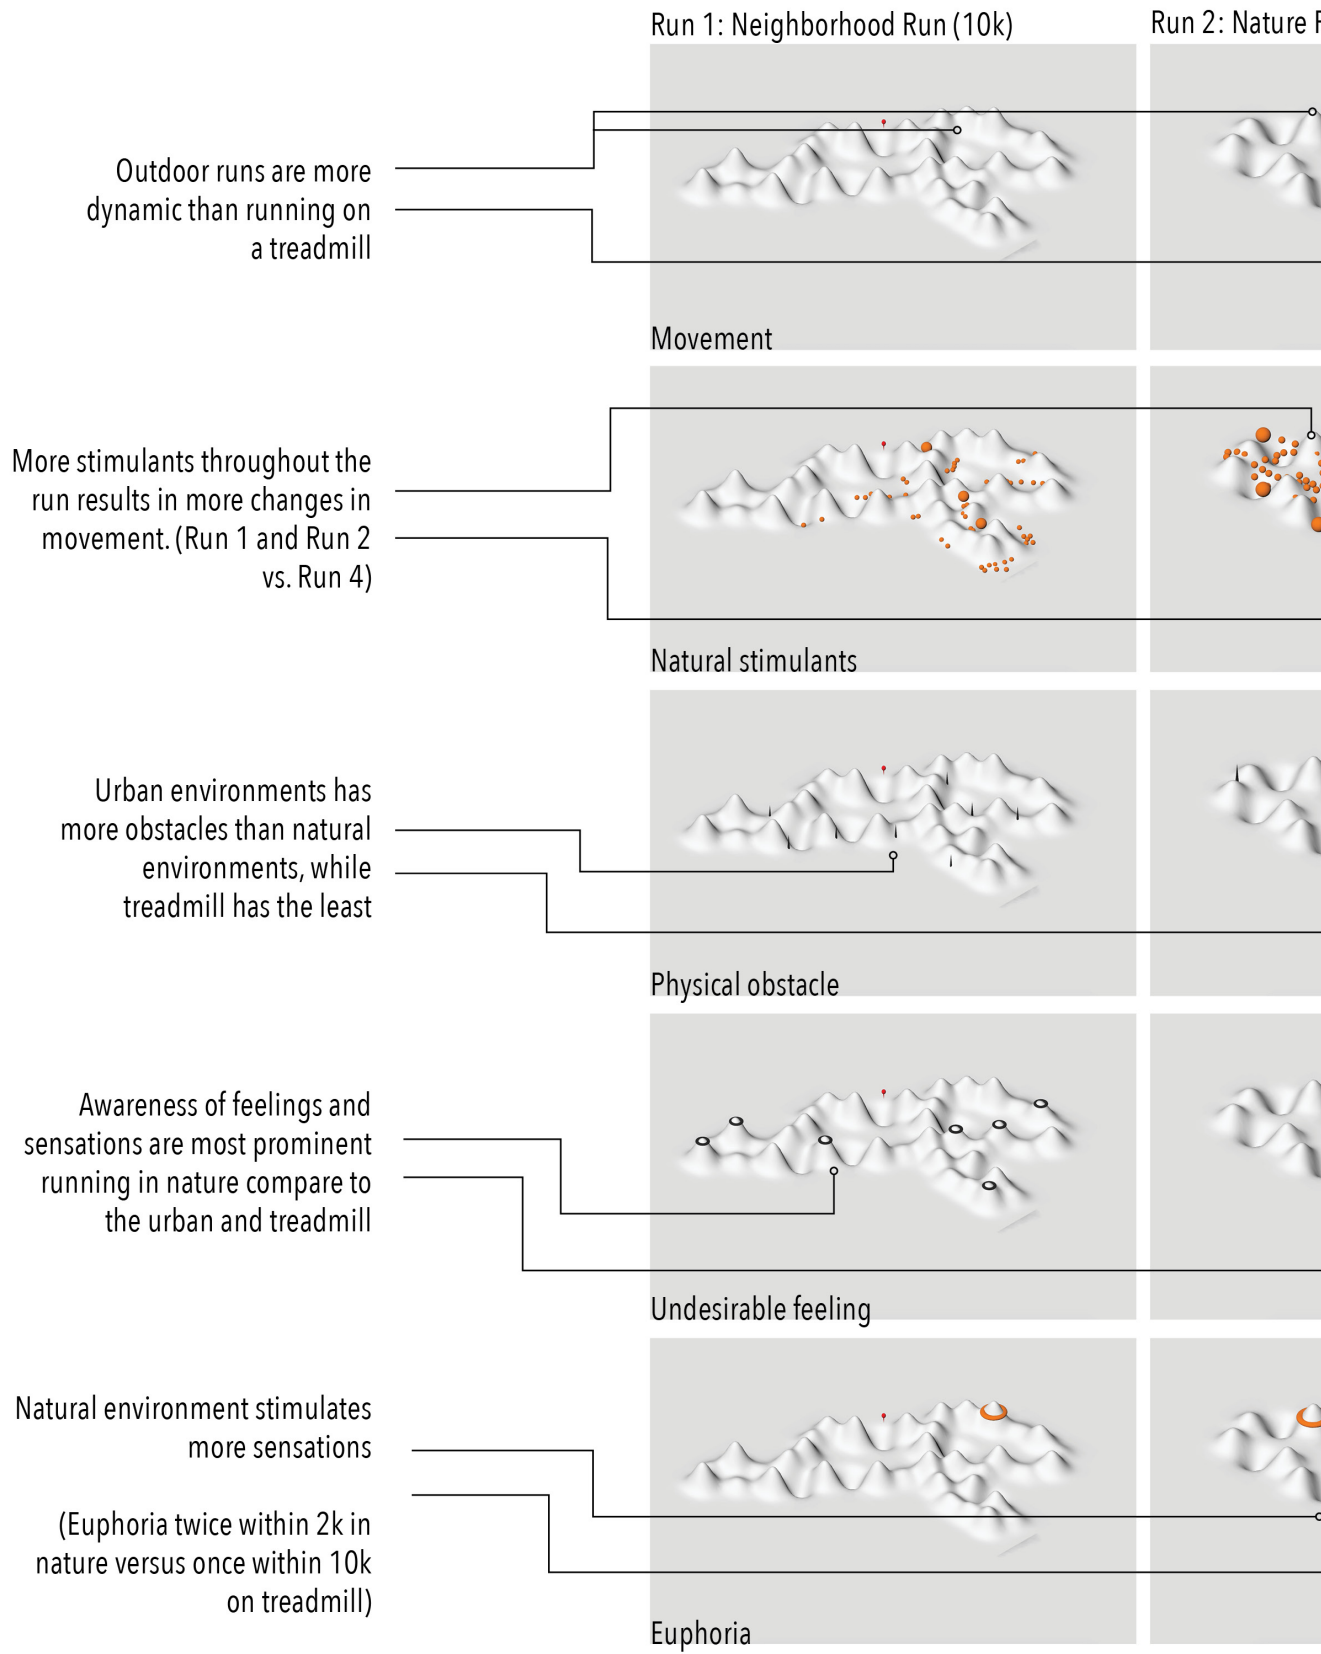 Run 1: Neighborhood Run (10k)
Run 2: Nature
Outdoor runs are more
dynamic than running on
a treadmill
Movement
More stimulants throughout the
run results in more changes in
movement. (Run 1 and Run 2
vs. Run 4)
Natural stimulants
Urban environments has
more obstacles than natural
environments, while
treadmill has the least
Physical obstacle
Awareness of feelings and
sensations are most prominent
running in nature compare to
the urban and treadmill
Undesirable feeling
Natural environment stimulates
more sensations
(Euphoria twice within 2k in
nature versus once within 10k
on treadmill)
Euphoria